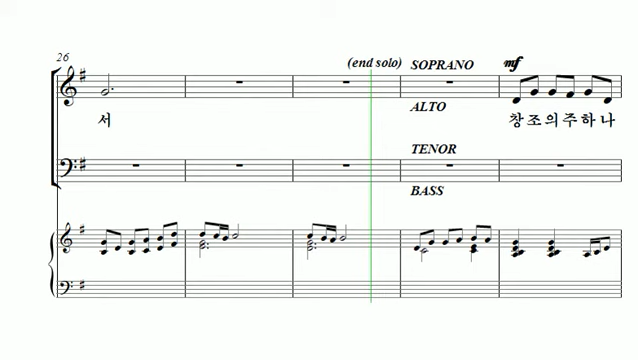 26
(end solo) SOPRANO mf
서 ALTO 창조의주하나
TENOR
BASS